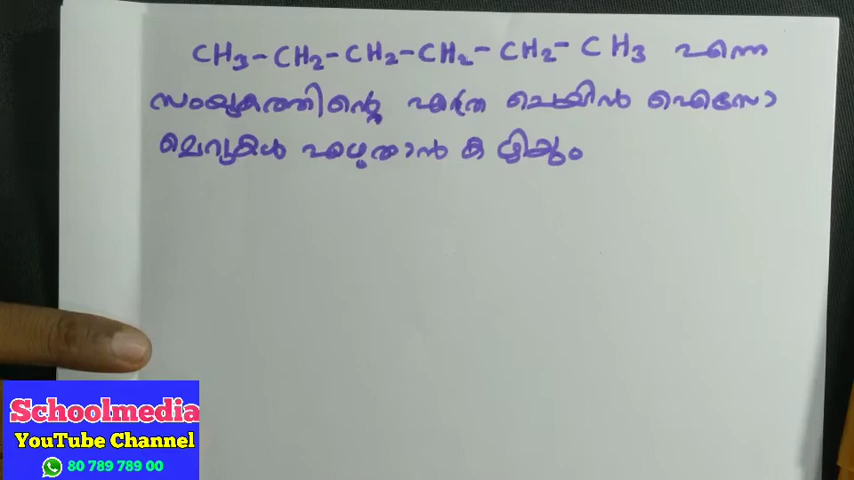 CH₃-CH₂-CH₂-CH₂-CH₂-CH₃ എന്ന
സംയുക്തത്തിന്റെ എത്ര ചെയിൻ ഐസോ
മെറുകൾ എഴുതാൻ കഴിയും
Schoolmedia
YouTube Channel
80 789 789 00